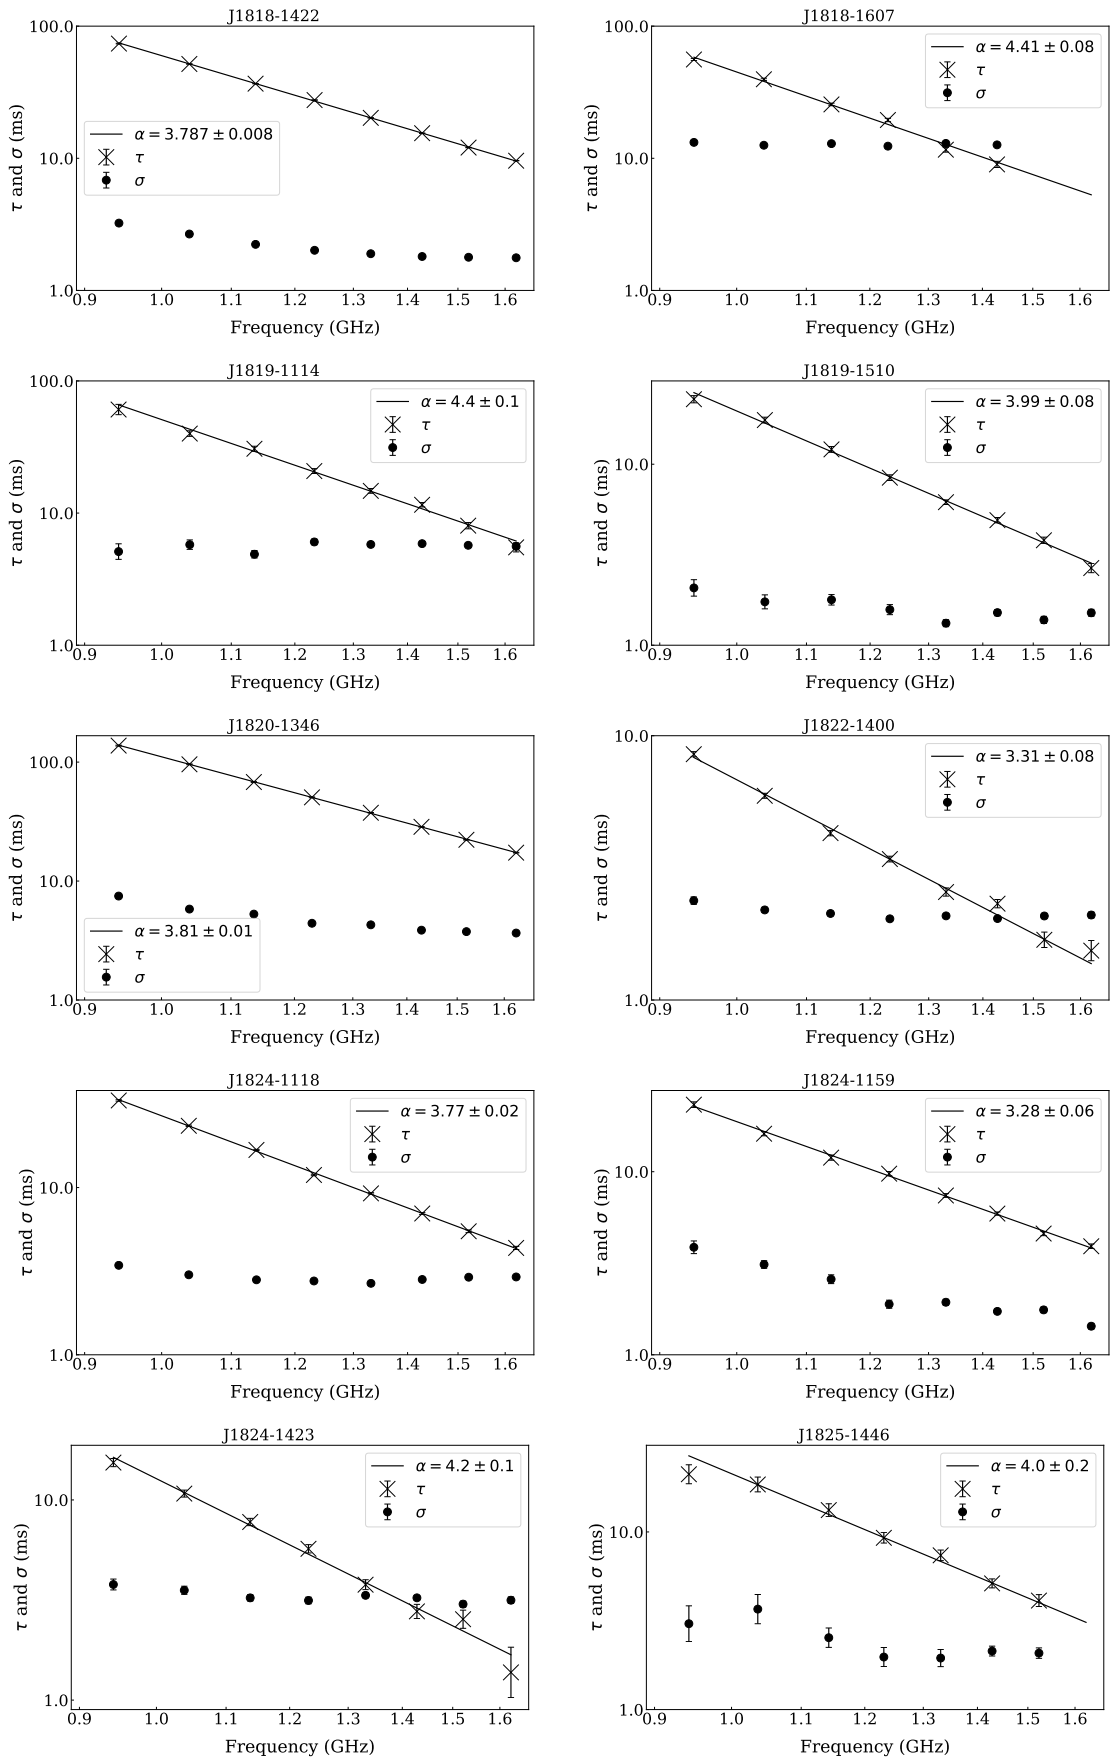 J1818-1422
100.0
10.0
1.0
τ and σ (ms)
α = 3.787 ± 0.008
τ
σ
0.9 1.0 1.1 1.2 1.3 1.4 1.5 1.6
Frequency (GHz)
J1818-1607
100.0
10.0
1.0
τ and σ (ms)
α = 4.41 ± 0.08
τ
σ
0.9 1.0 1.1 1.2 1.3 1.4 1.5 1.6
Frequency (GHz)
J1819-1114
100.0
10.0
1.0
τ and σ (ms)
α = 4.4 ± 0.1
τ
σ
0.9 1.0 1.1 1.2 1.3 1.4 1.5 1.6
Frequency (GHz)
J1819-1510
10.0
1.0
τ and σ (ms)
α = 3.99 ± 0.08
τ
σ
0.9 1.0 1.1 1.2 1.3 1.4 1.5 1.6
Frequency (GHz)
J1820-1346
100.0
10.0
1.0
τ and σ (ms)
α = 3.81 ± 0.01
τ
σ
0.9 1.0 1.1 1.2 1.3 1.4 1.5 1.6
Frequency (GHz)
J1822-1400
10.0
1.0
τ and σ (ms)
α = 3.31 ± 0.08
τ
σ
0.9 1.0 1.1 1.2 1.3 1.4 1.5 1.6
Frequency (GHz)
J1824-1118
10.0
1.0
τ and σ (ms)
α = 3.77 ± 0.02
τ
σ
0.9 1.0 1.1 1.2 1.3 1.4 1.5 1.6
Frequency (GHz)
J1824-1159
10.0
1.0
τ and σ (ms)
α = 3.28 ± 0.06
τ
σ
0.9 1.0 1.1 1.2 1.3 1.4 1.5 1.6
Frequency (GHz)
J1824-1423
10.0
1.0
τ and σ (ms)
α = 4.2 ± 0.1
τ
σ
0.9 1.0 1.1 1.2 1.3 1.4 1.5 1.6
Frequency (GHz)
J1825-1446
10.0
1.0
τ and σ (ms)
α = 4.0 ± 0.2
τ
σ
0.9 1.0 1.1 1.2 1.3 1.4 1.5 1.6
Frequency (GHz)